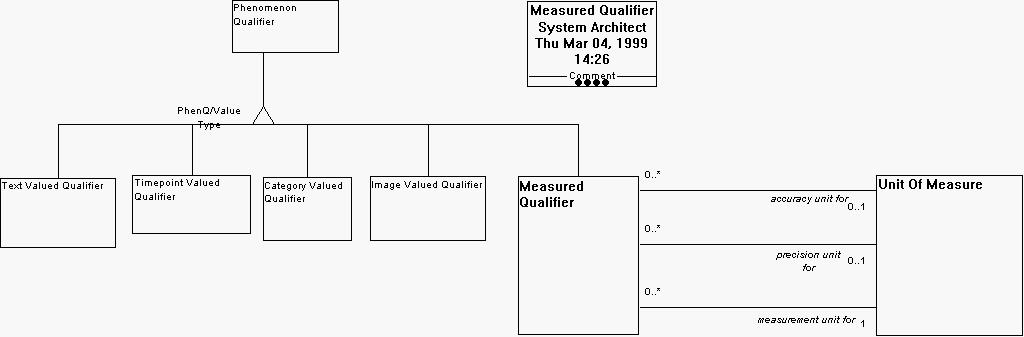 Phenomenon
Qualifier
Measured Qualifier
System Architect
Thu Mar 04, 1999
14:26
Comment
PhenQ/Value
Type
Text Valued Qualifier
Timepoint Valued
Qualifier
Category Valued
Qualifier
Image Valued Qualifier
Measured
Qualifier
Unit Of Measure
0..*
accuracy unit for
0..1
0..*
precision unit
for
0..1
0..*
measurement unit for
1